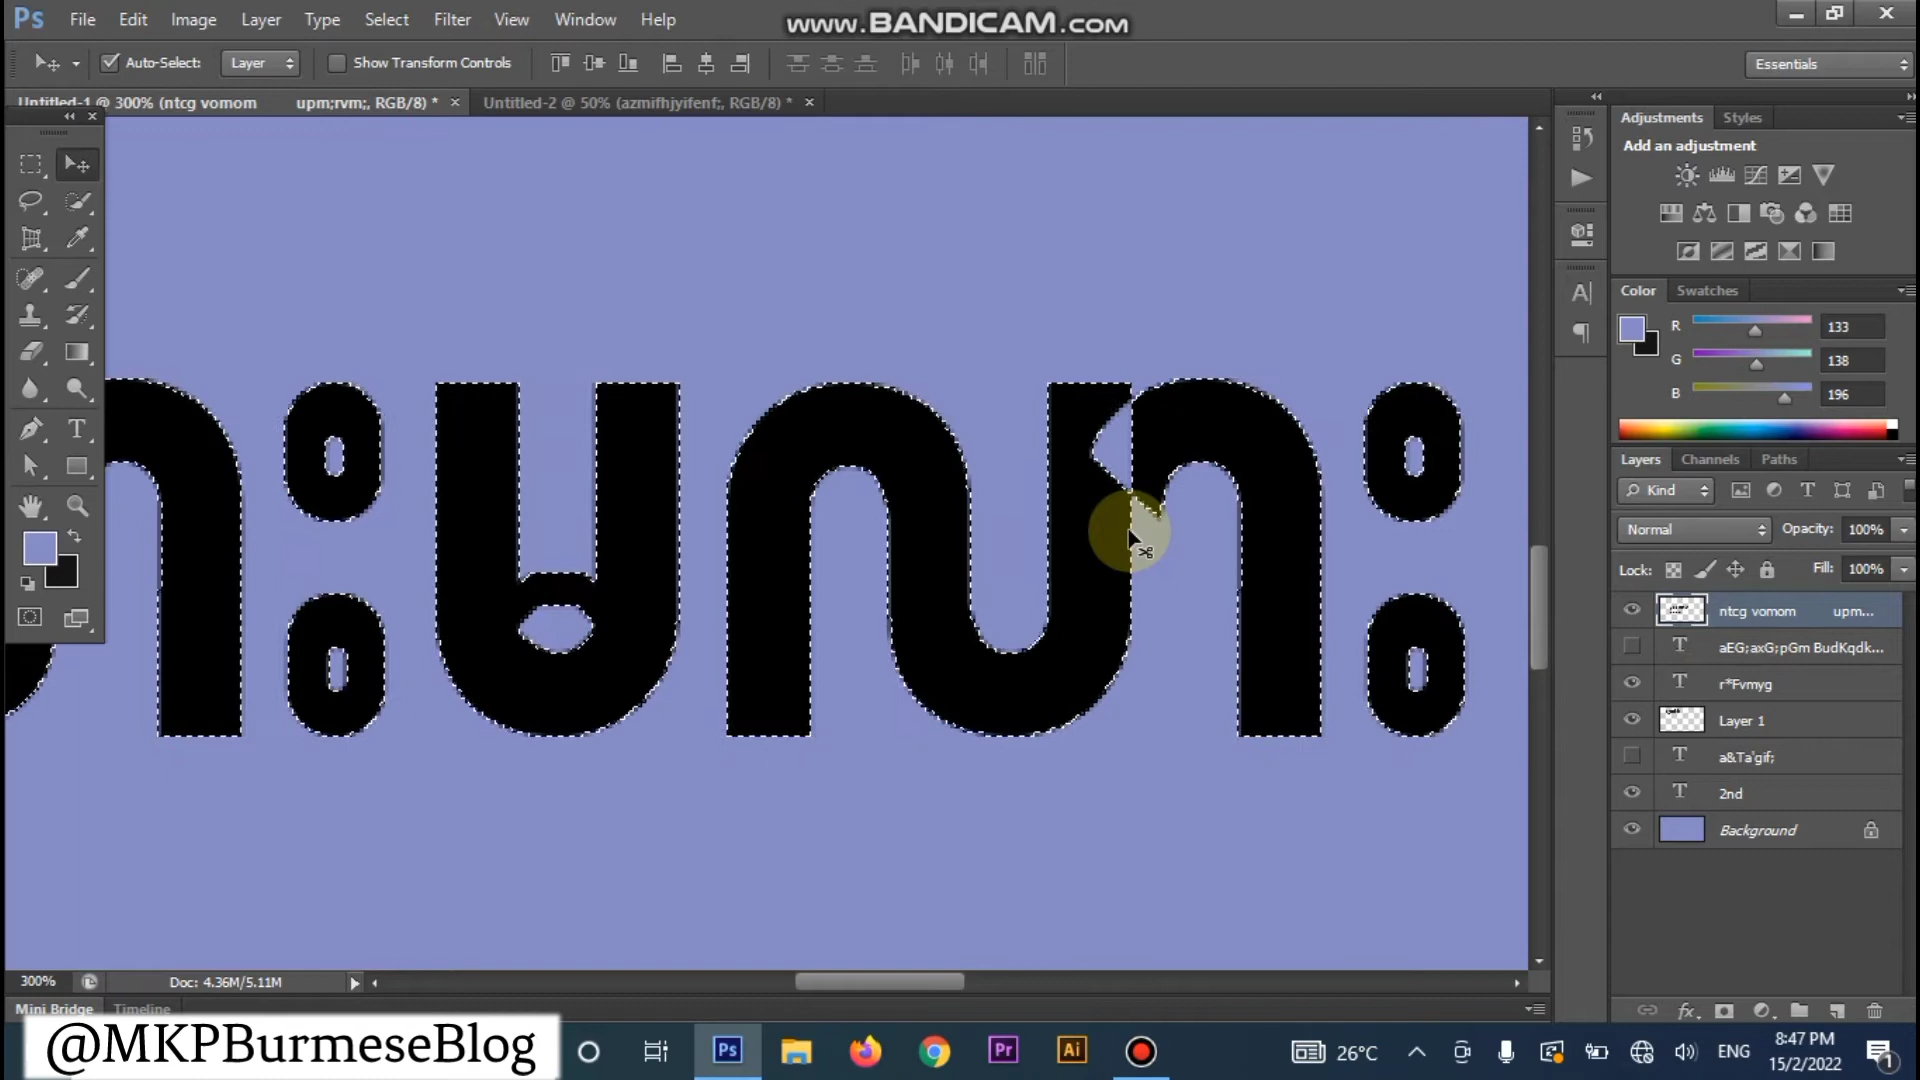 Ps File Edit Image Layer Type Select Filter View Window Help
www.BANDICAM.com
Auto-Select: Layer Show Transform Controls Essentials
Untitled-1 @ 300% (ntcg vomom upm;rvm;, RGB/8) * Untitled-2 @ 50% (azmifhjyifenf;, RGB/8) *
Adjustments Styles
Add an adjustment
Color Swatches
R 133
G 138
B 196
Layers Channels Paths
Kind
Normal Opacity: 100%
Lock: Fill: 100%
ntcg vomom upm...
aEG;axG;pGm BudKqdk...
r*Fvmyg
Layer 1
a&Ta'gif;
2nd
Background
300% Doc: 4.36M/5.11M
Mini Bridge Timeline
@MKPBurmeseBlog
Ps Pr Ai 26°C ENG
8:47 PM
15/2/2022
1